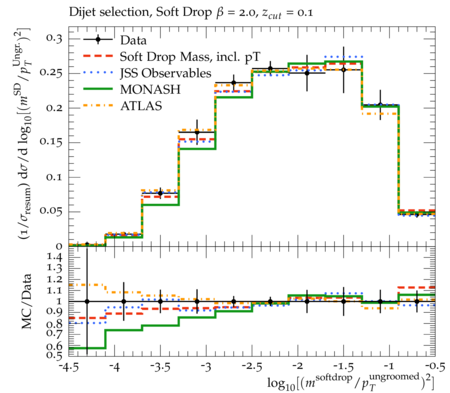 Dijet selection, Soft Drop β = 2.0, z_cut = 0.1
(1/σ_resum) dσ/d log10[(m^SD/p_T^Ungr.)^2]
0.3
0.25
0.2
0.15
0.1
0.05
0
Data
Soft Drop Mass, incl. pT
JSS Observables
MONASH
ATLAS
MC/Data
1.4
1.3
1.2
1.1
1
0.9
0.8
0.7
0.6
0.5
-4.5 -4 -3.5 -3 -2.5 -2 -1.5 -1 -0.5
log10[(m^softdrop/p_T^ungroomed)^2]